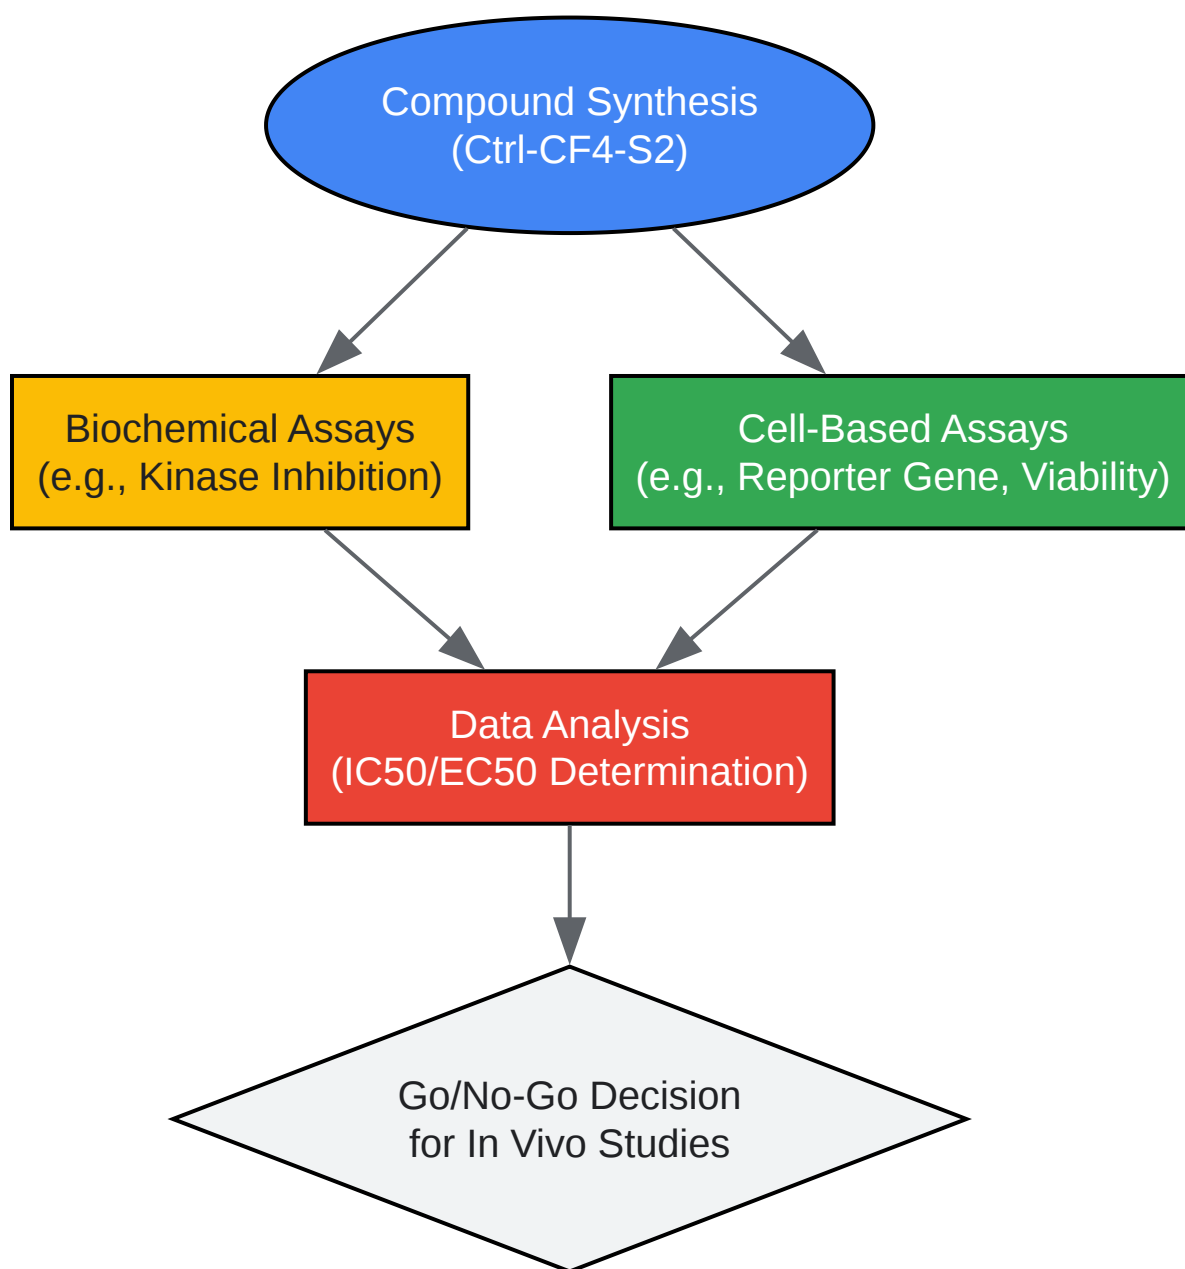 Compound Synthesis
(Ctrl-CF4-S2)
Biochemical Assays
(e.g., Kinase Inhibition)
Cell-Based Assays
(e.g., Reporter Gene, Viability)
Data Analysis
(IC50/EC50 Determination)
Go/No-Go Decision
for In Vivo Studies